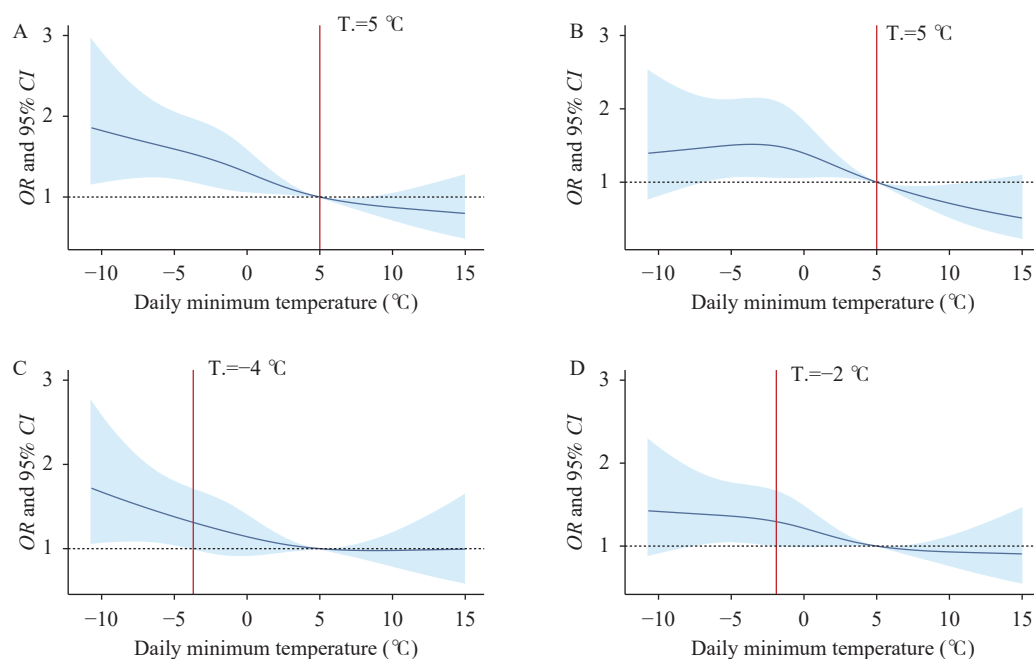 A
T.=5 ℃
3
2
1
OR and 95% CI
−10 −5 0 5 10 15
Daily minimum temperature (℃)
B
T.=5 ℃
3
2
1
OR and 95% CI
−10 −5 0 5 10 15
Daily minimum temperature (℃)
C
T.=−4 ℃
3
2
1
OR and 95% CI
−10 −5 0 5 10 15
Daily minimum temperature (℃)
D
T.=−2 ℃
3
2
1
OR and 95% CI
−10 −5 0 5 10 15
Daily minimum temperature (℃)